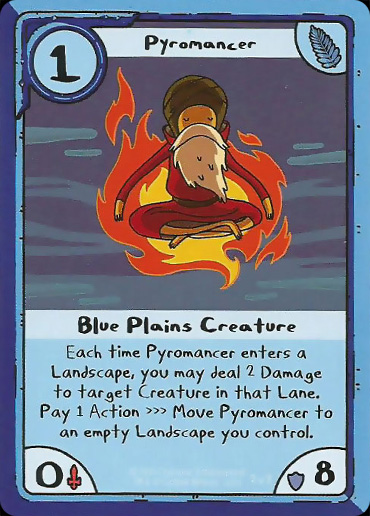 Pyromancer
1
Blue Plains Creature
Each time Pyromancer enters a
Landscape, you may deal 2 Damage
to target Creature in that Lane.
Pay 1 Action >>> Move Pyromancer to
an empty Landscape you control.
0
8